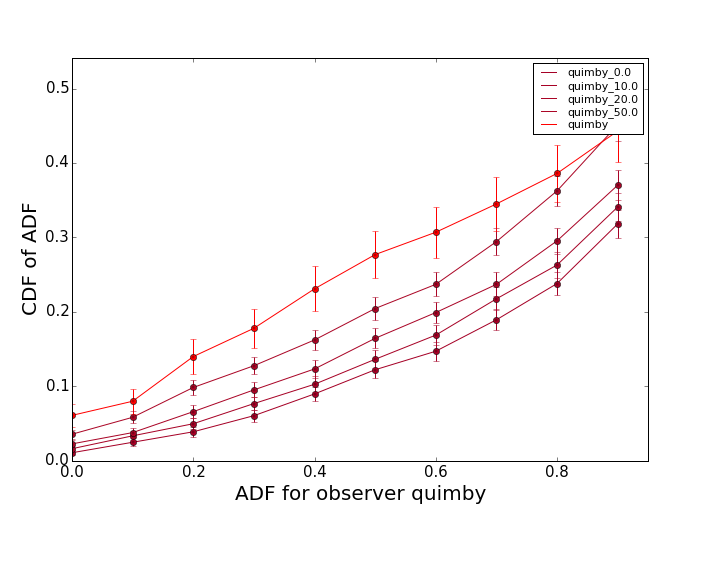 0.5
0.4
0.3
0.2
0.1
0.0
CDF of ADF
quimby_0.0
quimby_10.0
quimby_20.0
quimby_50.0
quimby
0.0 0.2 0.4 0.6 0.8
ADF for observer quimby